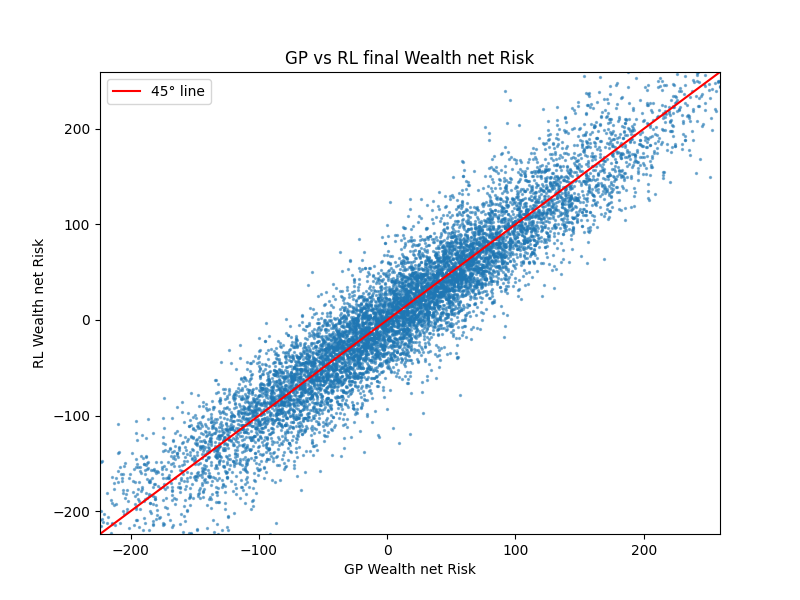 GP vs RL final Wealth net Risk
45° line
RL Wealth net Risk
200
100
0
−100
−200
−200
−100
0
100
200
GP Wealth net Risk